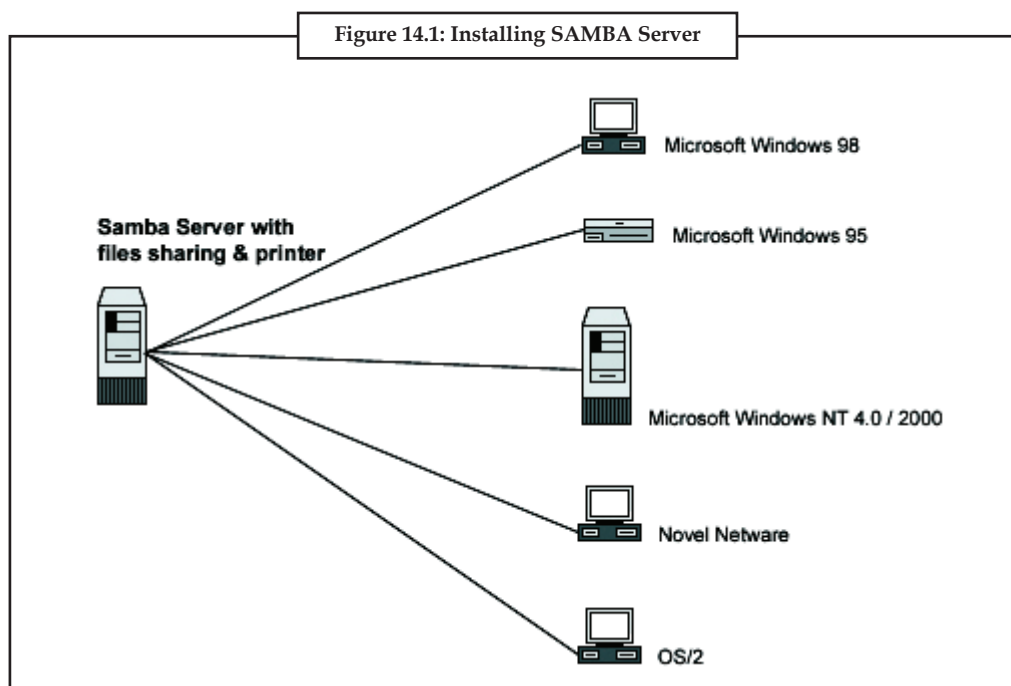 Figure 14.1: Installing SAMBA Server
Microsoft Windows 98
Samba Server with
files sharing & printer
Microsoft Windows 95
Microsoft Windows NT 4.0 / 2000
Novel Netware
OS/2